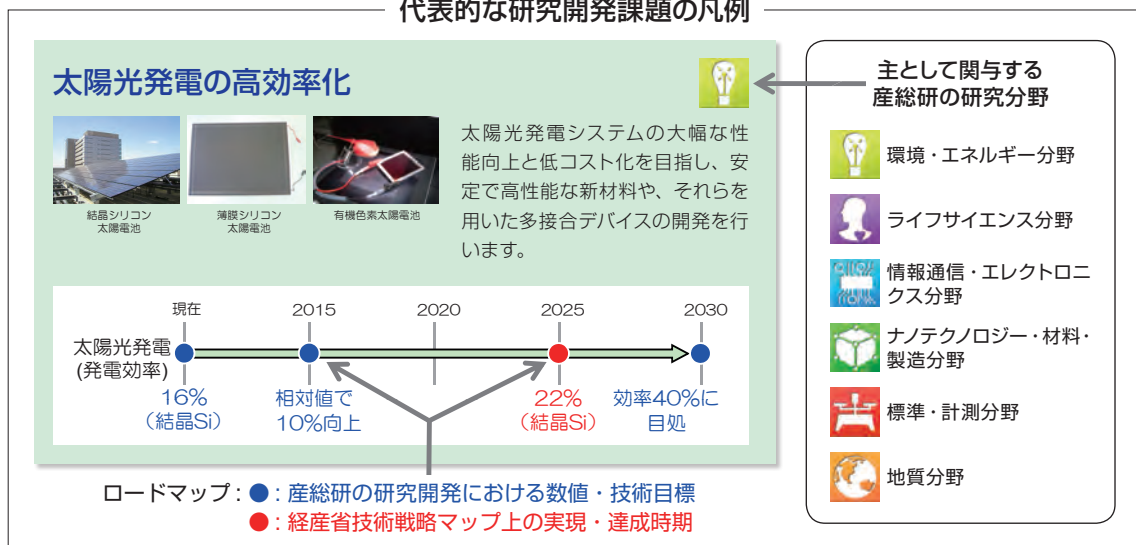 代表的な研究開発課題の凡例
太陽光発電の高効率化
結晶シリコン
太陽電池
薄膜シリコン
太陽電池
有機色素太陽電池
太陽光発電システムの大幅な性
能向上と低コスト化を目指し、安
定で高性能な新材料や、それらを
用いた多接合デバイスの開発を行
います。
現在
2015
2020
2025
2030
太陽光発電
(発電効率)
16%
(結晶Si)
相対値で
10%向上
22%
(結晶Si)
効率40%に
目処
ロードマップ:●:産総研の研究開発における数値・技術目標
●:経産省技術戦略マップ上の実現・達成時期
主として関与する
産総研の研究分野
環境・エネルギー分野
ライフサイエンス分野
情報通信・エレクトロニ
クス分野
ナノテクノロジー・材料・
製造分野
標準・計測分野
地質分野